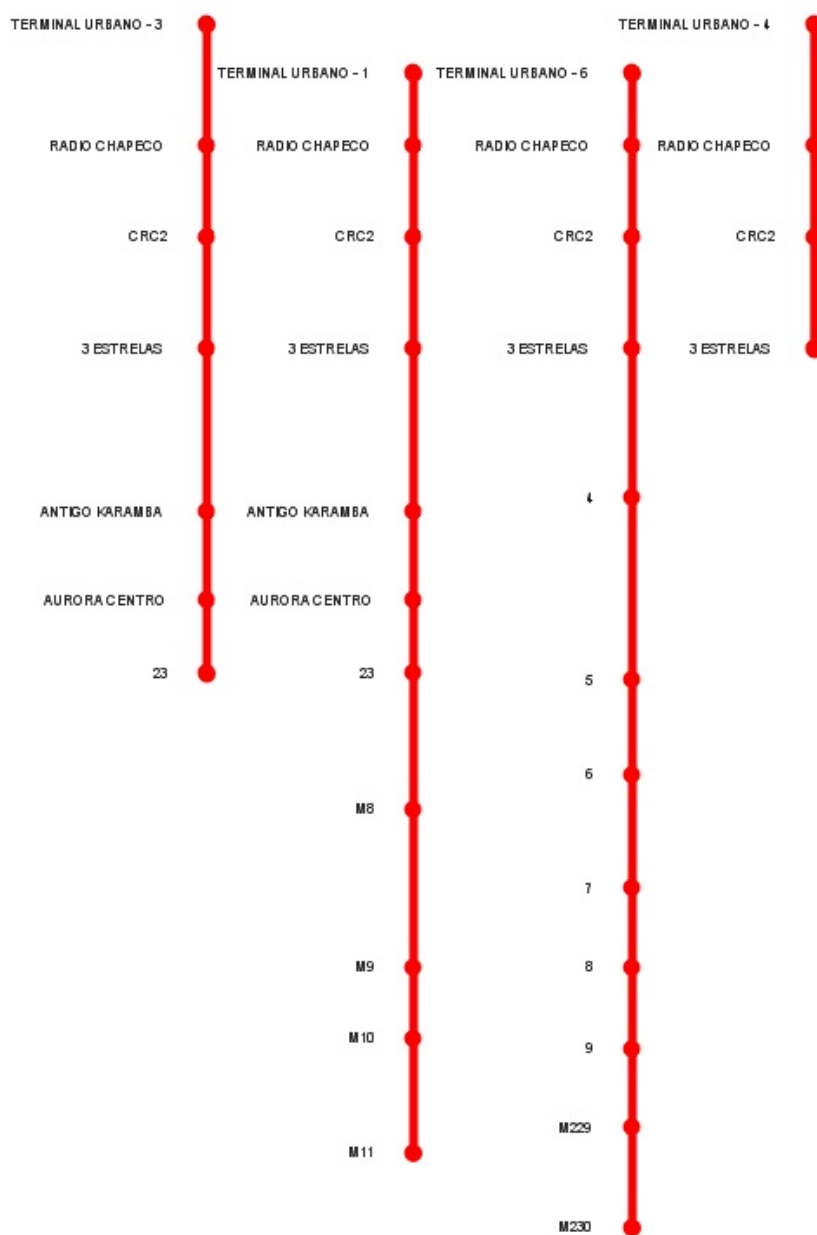 TERMINAL URBANO - 3
RADIO CHAPECO
CRC2
3 ESTRELAS
ANTIGO KARAMBA
AURORA CENTRO
23
TERMINAL URBANO - 1
RADIO CHAPECO
CRC2
3 ESTRELAS
ANTIGO KARAMBA
AURORA CENTRO
23
M8
M9
M10
M11
TERMINAL URBANO - 6
RADIO CHAPECO
CRC2
3 ESTRELAS
4
5
6
7
8
9
M229
M230
TERMINAL URBANO - 4
RADIO CHAPECO
CRC2
3 ESTRELAS